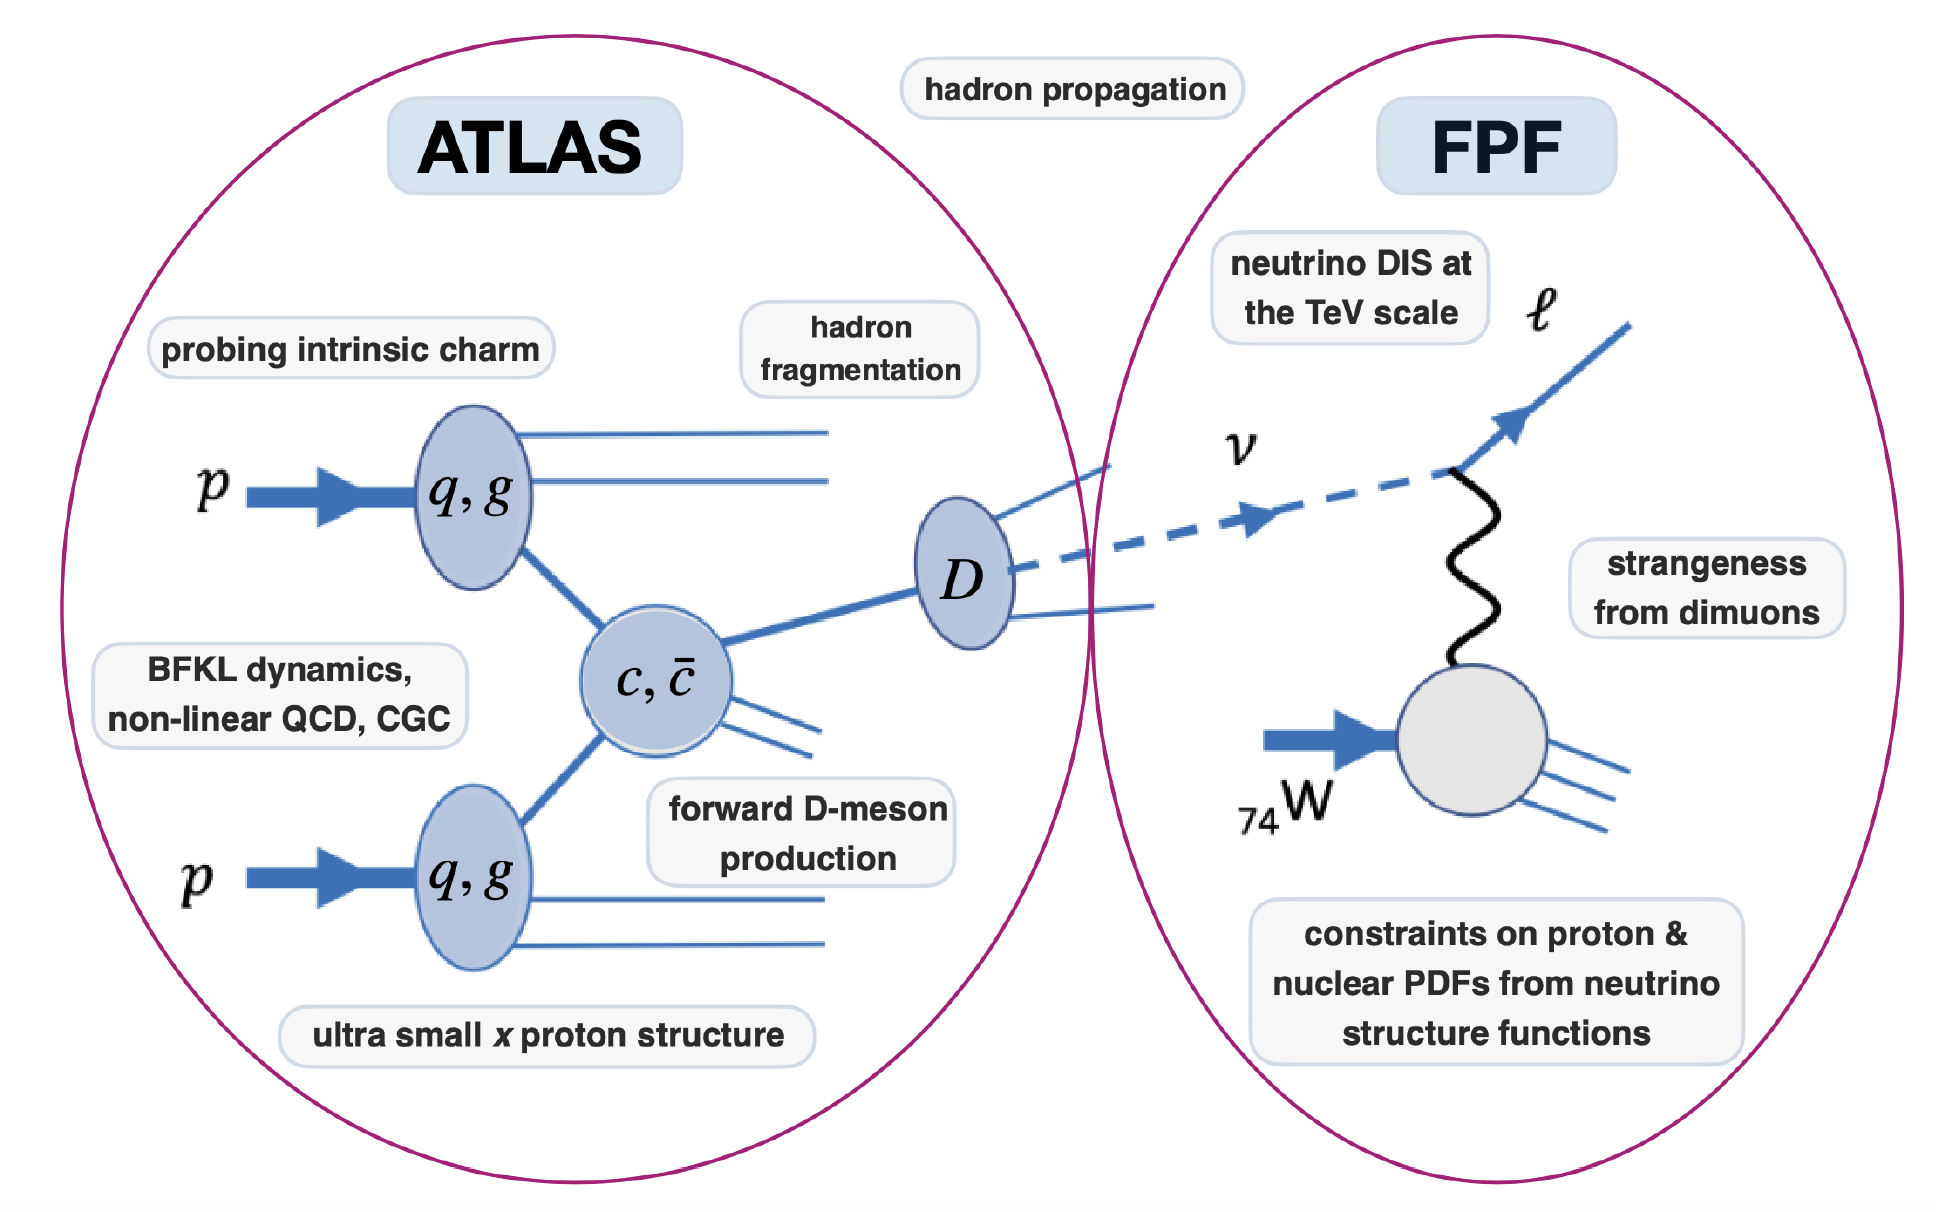 hadron propagation
ATLAS
probing intrinsic charm
hadron
fragmentation
p
q, g
D
c, c̄
BFKL dynamics,
non-linear QCD, CGC
forward D-meson
production
p
q, g
ultra small x proton structure
FPF
neutrino DIS at
the TeV scale
ℓ
ν
strangeness
from dimuons
₇₄W
constraints on proton &
nuclear PDFs from neutrino
structure functions